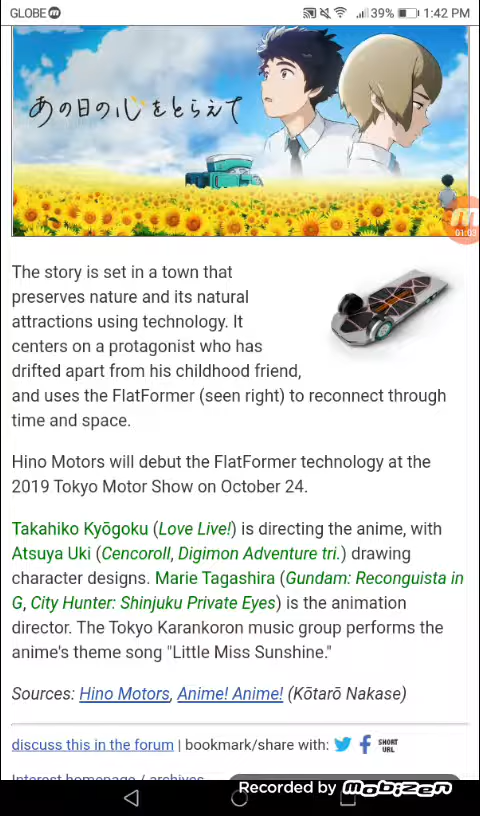 GLOBE m 39% 1:42 PM
あの日の心をとらえて
01:03
The story is set in a town that
preserves nature and its natural
attractions using technology. It
centers on a protagonist who has
drifted apart from his childhood friend,
and uses the FlatFormer (seen right) to reconnect through
time and space.
Hino Motors will debut the FlatFormer technology at the
2019 Tokyo Motor Show on October 24.
Takahiko Kyōgoku (Love Live!) is directing the anime, with
Atsuya Uki (Cencoroll, Digimon Adventure tri.) drawing
character designs. Marie Tagashira (Gundam: Reconguista in
G, City Hunter: Shinjuku Private Eyes) is the animation
director. The Tokyo Karankoron music group performs the
anime's theme song "Little Miss Sunshine."
Sources: Hino Motors, Anime! Anime! (Kōtarō Nakase)
discuss this in the forum | bookmark/share with: SHORT URL
Interest homepage / archives
Recorded by mobizen